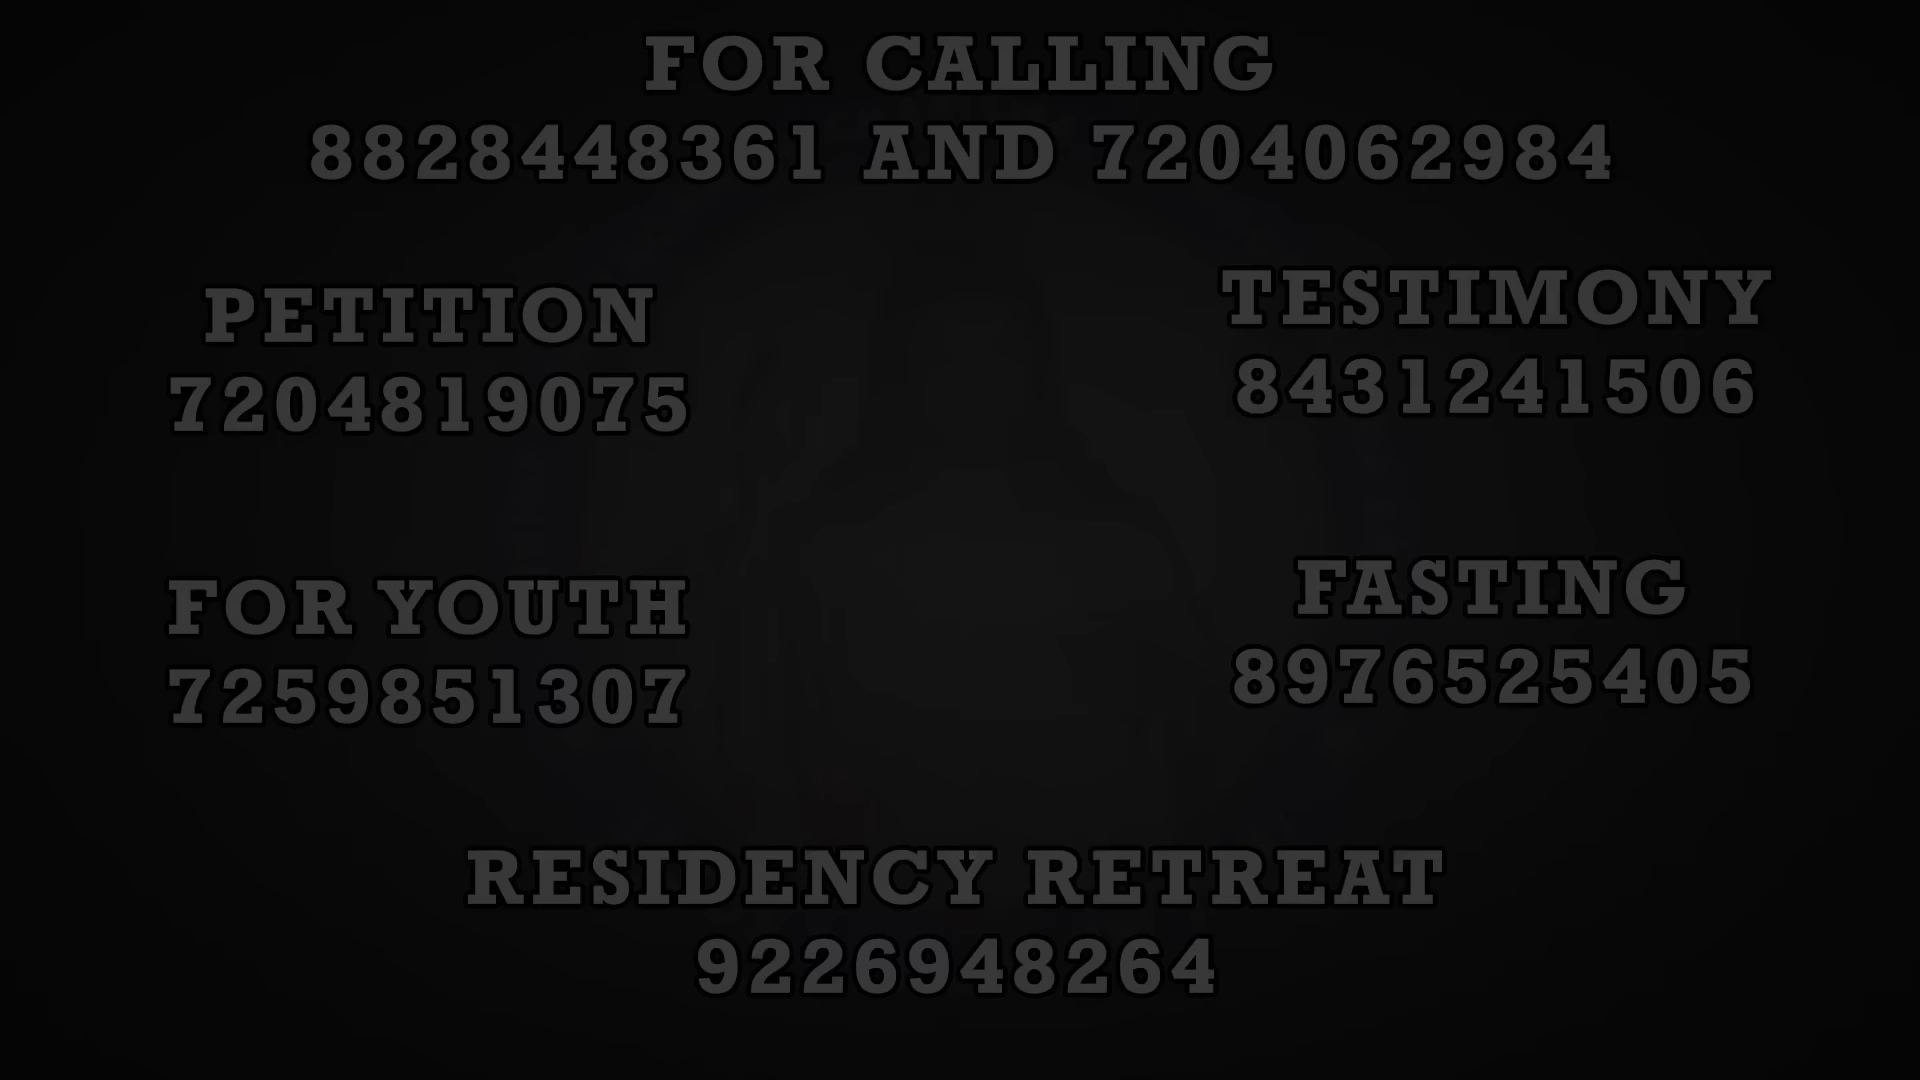 FOR CALLING
8828448361 AND 7204062984
PETITION
7204819075
TESTIMONY
8431241506
FOR YOUTH
7259851307
FASTING
8976525405
RESIDENCY RETREAT
9226948264